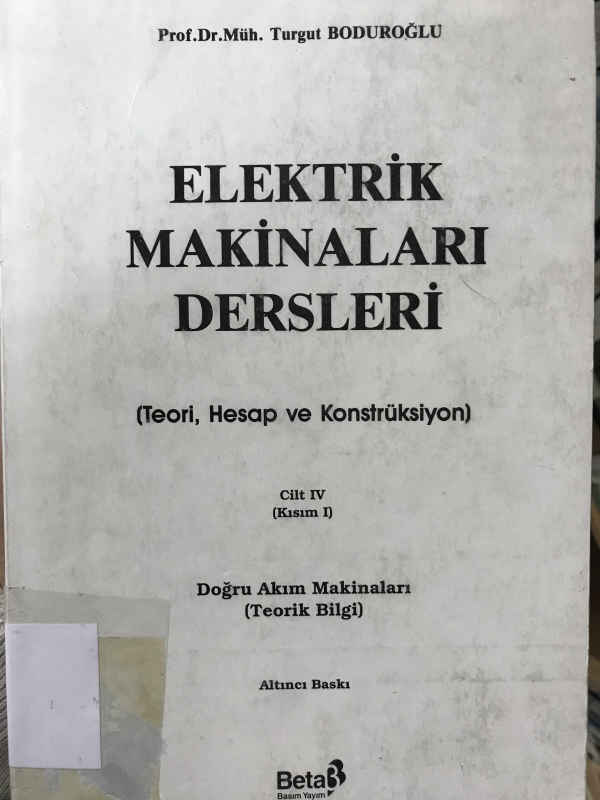 Prof.Dr.Müh. Turgut BODUROĞLU
ELEKTRİK
MAKİNALARI
DERSLERİ
(Teori, Hesap ve Konstrüksiyon)
Cilt IV
(Kısım I)
Doğru Akım Makinaları
(Teorik Bilgi)
Altıncı Baskı
Beta
Basım Yayım